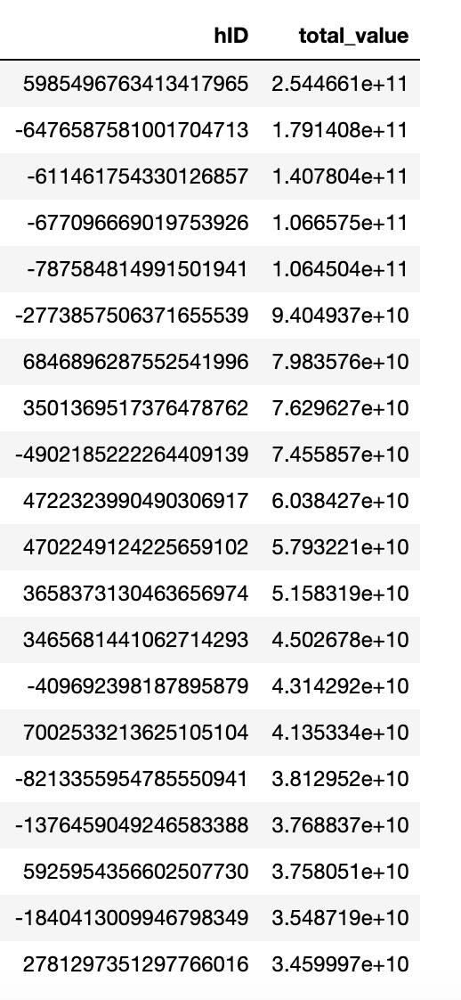 hID total_value
5985496763413417965 2.544661e+11
-6476587581001704713 1.791408e+11
-611461754330126857 1.407804e+11
-677096669019753926 1.066575e+11
-787584814991501941 1.064504e+11
-2773857506371655539 9.404937e+10
6846896287552541996 7.983576e+10
3501369517376478762 7.629627e+10
-4902185222264409139 7.455857e+10
4722323990490306917 6.038427e+10
4702249124225659102 5.793221e+10
3658373130463656974 5.158319e+10
3465681441062714293 4.502678e+10
-409692398187895879 4.314292e+10
7002533213625105104 4.135334e+10
-8213355954785550941 3.812952e+10
-1376459049246583388 3.768837e+10
5925954356602507730 3.758051e+10
-1840413009946798349 3.548719e+10
2781297351297766016 3.459997e+10